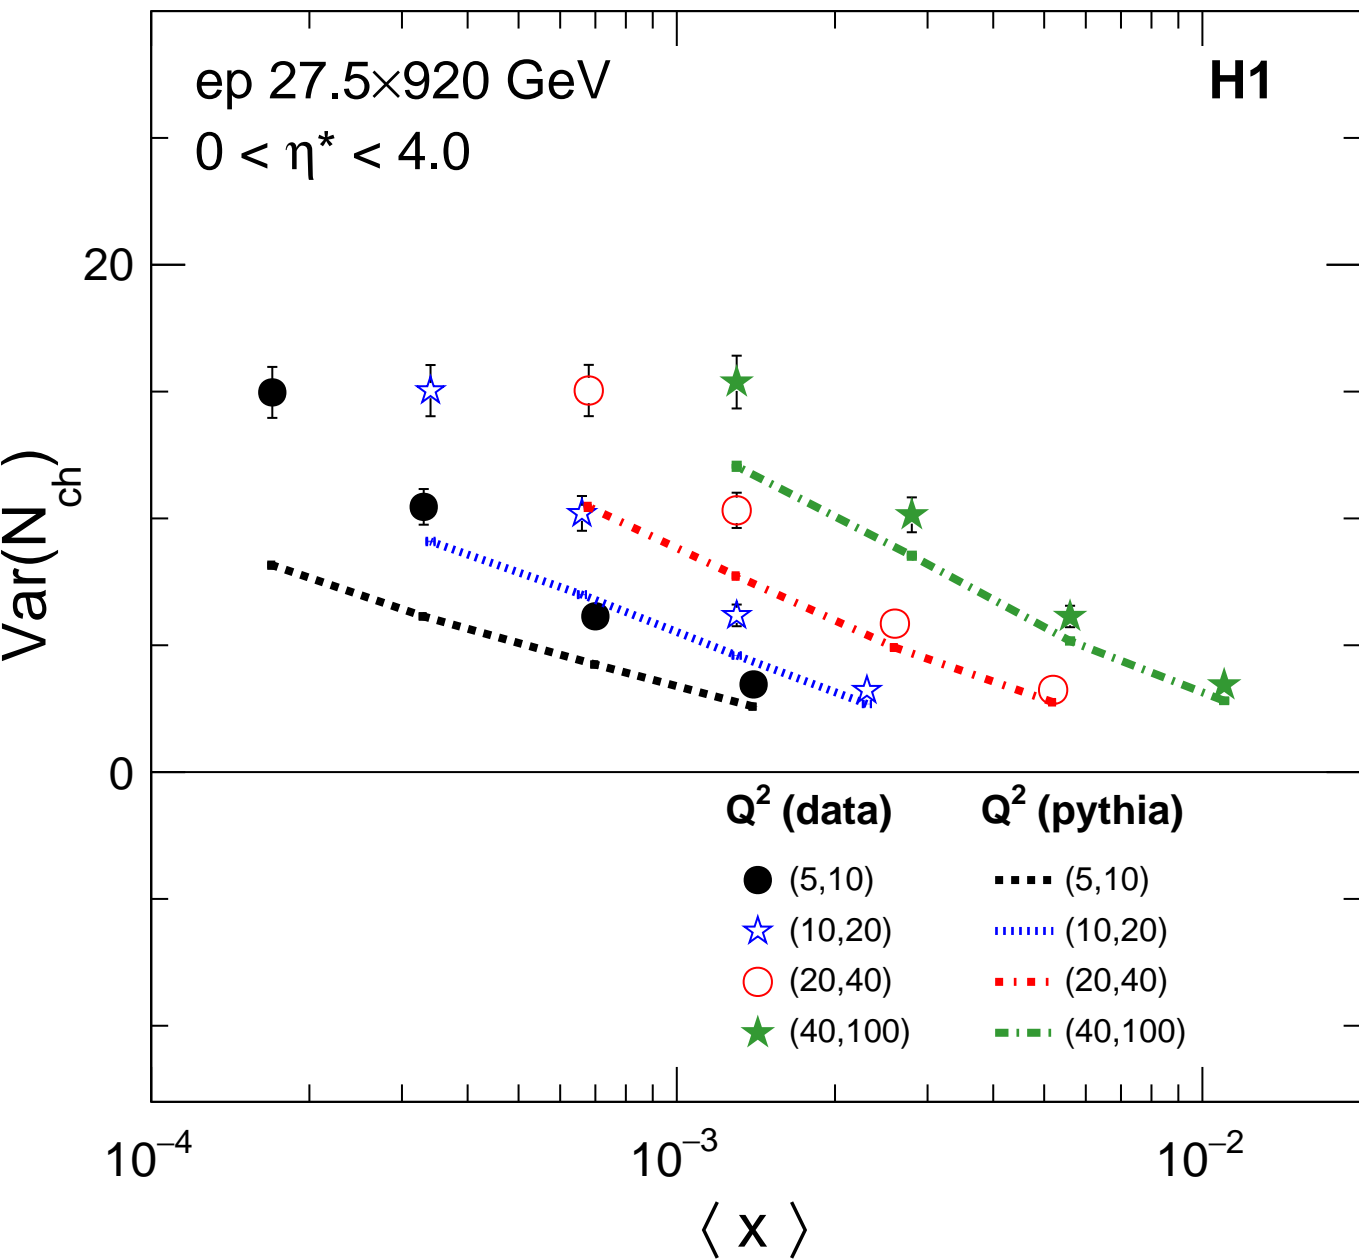 ep 27.5×920 GeV
H1
0 < η* < 4.0
20
Var(N_ch)
0
Q² (data) Q² (pythia)
(5,10) (5,10)
(10,20) (10,20)
(20,40) (20,40)
(40,100) (40,100)
10⁻⁴ 10⁻³ 10⁻²
⟨ x ⟩